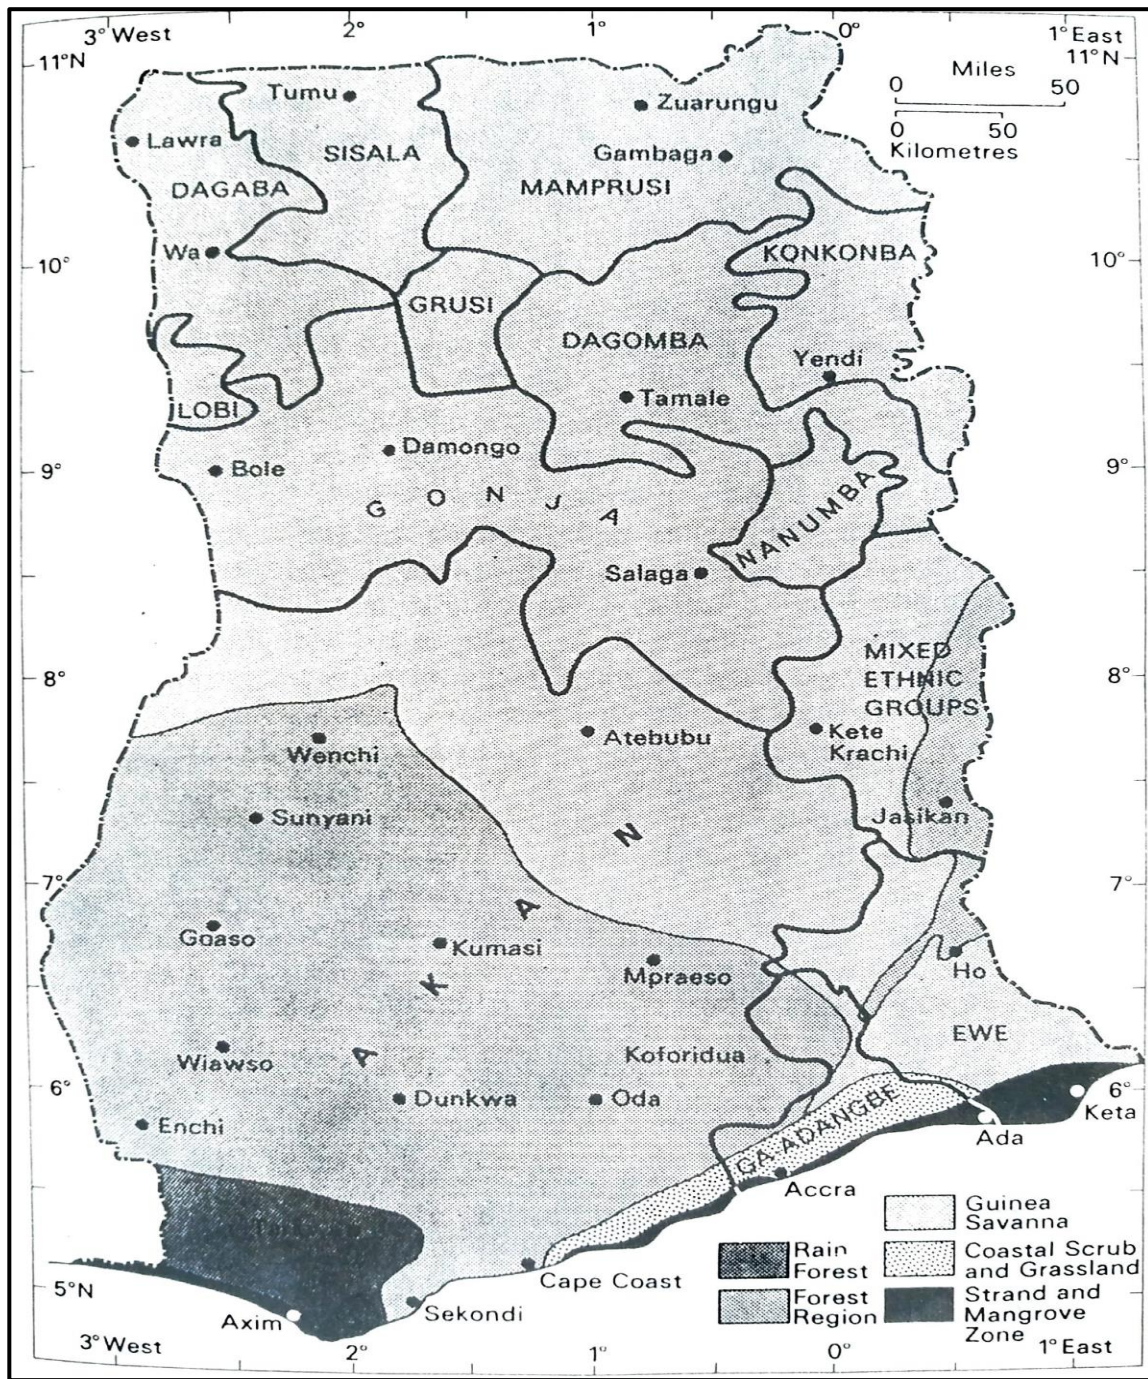 3° West
2°
1°
0°
1° East
11°N
11°N
Miles
0 50
0 50
Kilometres
Tumu
Zuarungu
Lawra
SISALA
Gambaga
DAGABA
MAMPRUSI
Wa
KONKONBA
10°
10°
GRUSI
DAGOMBA
Yendi
LOBI
Tamale
Damongo
9°
Bole
9°
GONJA
NANUMBA
Salaga
MIXED
ETHNIC
GROUPS
8°
8°
Wenchi
Atebubu
Kete
Krachi
Sunyani
Jasikan
7°
7°
AKAN
Goaso
Kumasi
Mpraeso
Ho
Wiawso
Koforidua
EWE
6°
Dunkwa
Oda
6°
Keta
Enchi
GA ADANGBE
Ada
Accra
Guinea
Savanna
Rain
Forest
Coastal Scrub
and Grassland
5°N
Cape Coast
Forest
Region
Strand and
Mangrove
Zone
Axim
Sekondi
3° West
2°
1°
0°
1° East